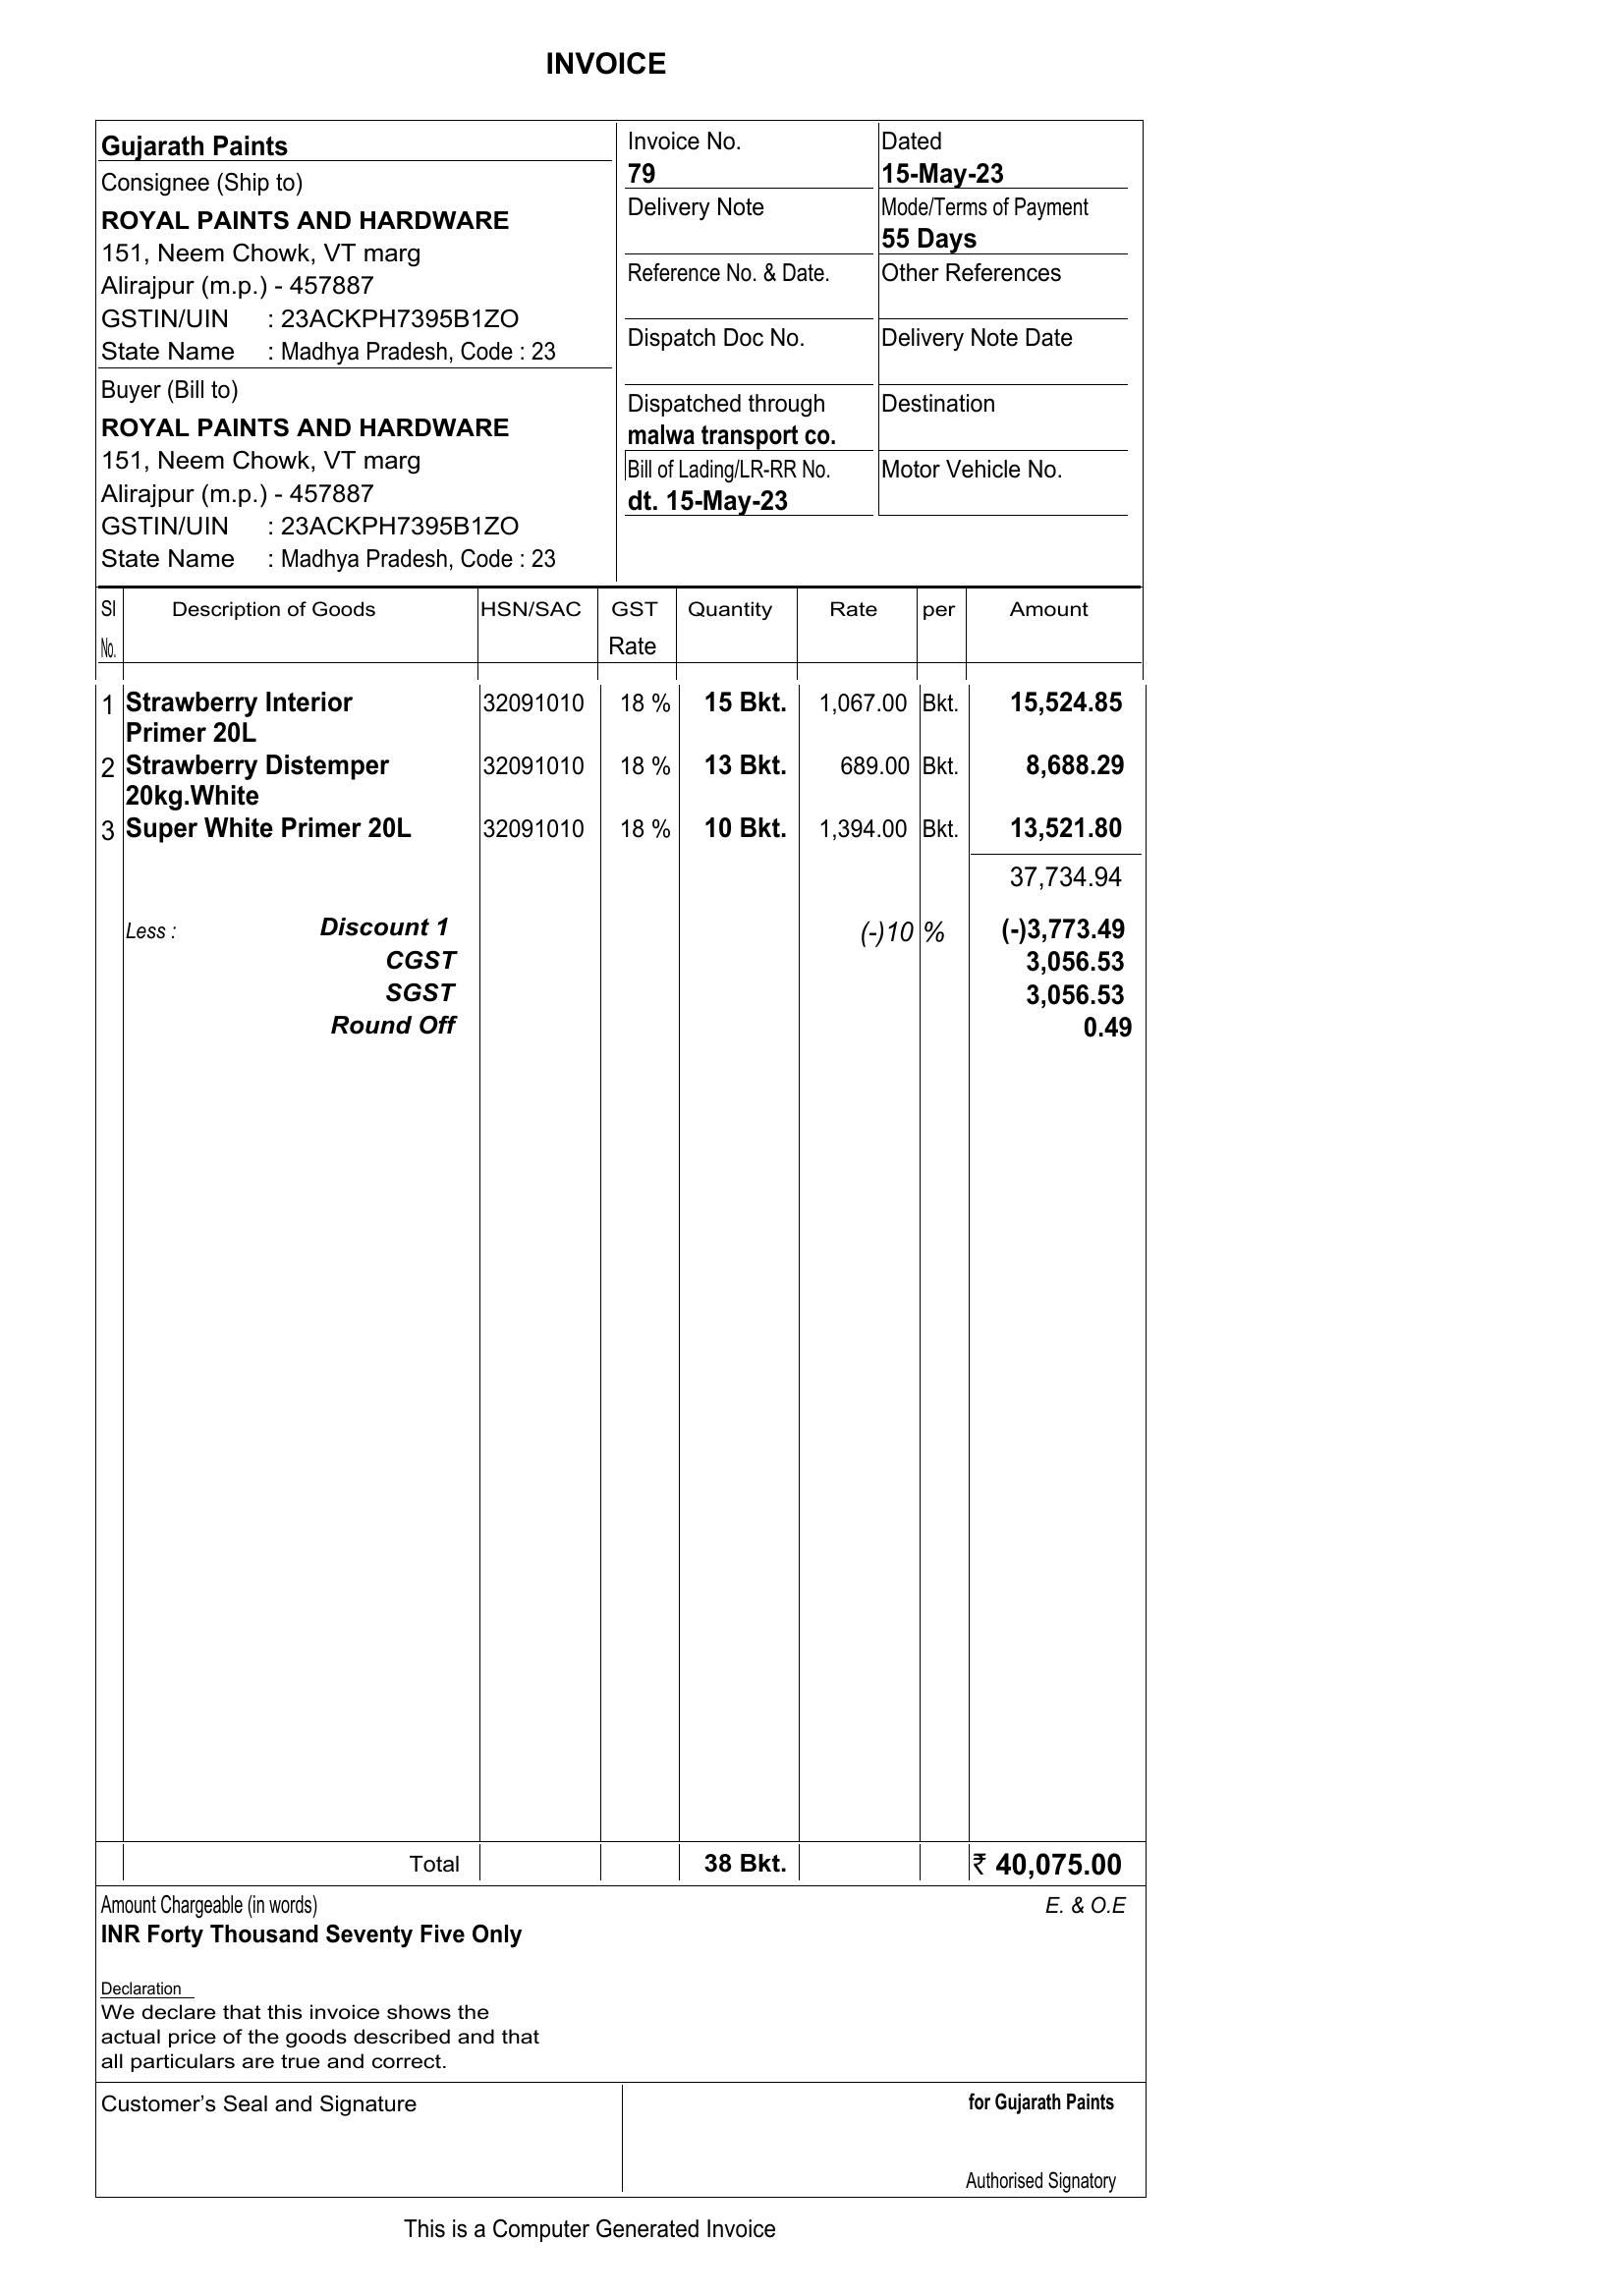 INVOICE
Gujarath Paints
Consignee (Ship to)
ROYAL PAINTS AND HARDWARE
151, Neem Chowk, VT marg
Alirajpur (m.p.) - 457887
GSTIN/UIN : 23ACKPH7395B1ZO
State Name : Madhya Pradesh, Code : 23
Buyer (Bill to)
ROYAL PAINTS AND HARDWARE
151, Neem Chowk, VT marg
Alirajpur (m.p.) - 457887
GSTIN/UIN : 23ACKPH7395B1ZO
State Name : Madhya Pradesh, Code : 23
Invoice No. Dated
79 15-May-23
Delivery Note Mode/Terms of Payment
55 Days
Reference No. & Date. Other References
Dispatch Doc No. Delivery Note Date
Dispatched through Destination
malwa transport co.
Bill of Lading/LR-RR No. Motor Vehicle No.
dt. 15-May-23
Sl Description of Goods HSN/SAC GST Quantity Rate per Amount
No. Rate
1 Strawberry Interior 32091010 18 % 15 Bkt. 1,067.00 Bkt. 15,524.85
Primer 20L
2 Strawberry Distemper 32091010 18 % 13 Bkt. 689.00 Bkt. 8,688.29
20kg.White
3 Super White Primer 20L 32091010 18 % 10 Bkt. 1,394.00 Bkt. 13,521.80
37,734.94
Less : Discount 1 (-)10 % (-)3,773.49
CGST 3,056.53
SGST 3,056.53
Round Off 0.49
Total 38 Bkt. ₹ 40,075.00
Amount Chargeable (in words) E. & O.E
INR Forty Thousand Seventy Five Only
Declaration
We declare that this invoice shows the
actual price of the goods described and that
all particulars are true and correct.
Customer’s Seal and Signature for Gujarath Paints
Authorised Signatory
This is a Computer Generated Invoice